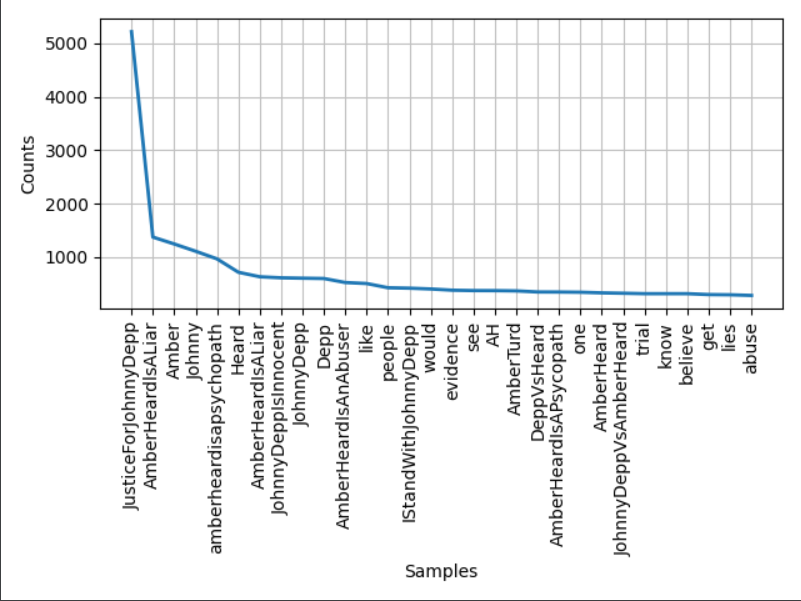 5000
4000
3000
2000
1000
Counts
JusticeForJohnnyDepp
AmberHeardIsALiar
Amber
Johnny
amberheardisapsychopath
Heard
AmberHeardIsALiar
JohnnyDeppIsInnocent
JohnnyDepp
Depp
AmberHeardIsAnAbuser
like
people
IStandWithJohnnyDepp
would
evidence
see
AH
AmberTurd
DeppVsHeard
AmberHeardIsAPsycopath
one
AmberHeard
JohnnyDeppVsAmberHeard
trial
know
believe
get
lies
abuse
Samples